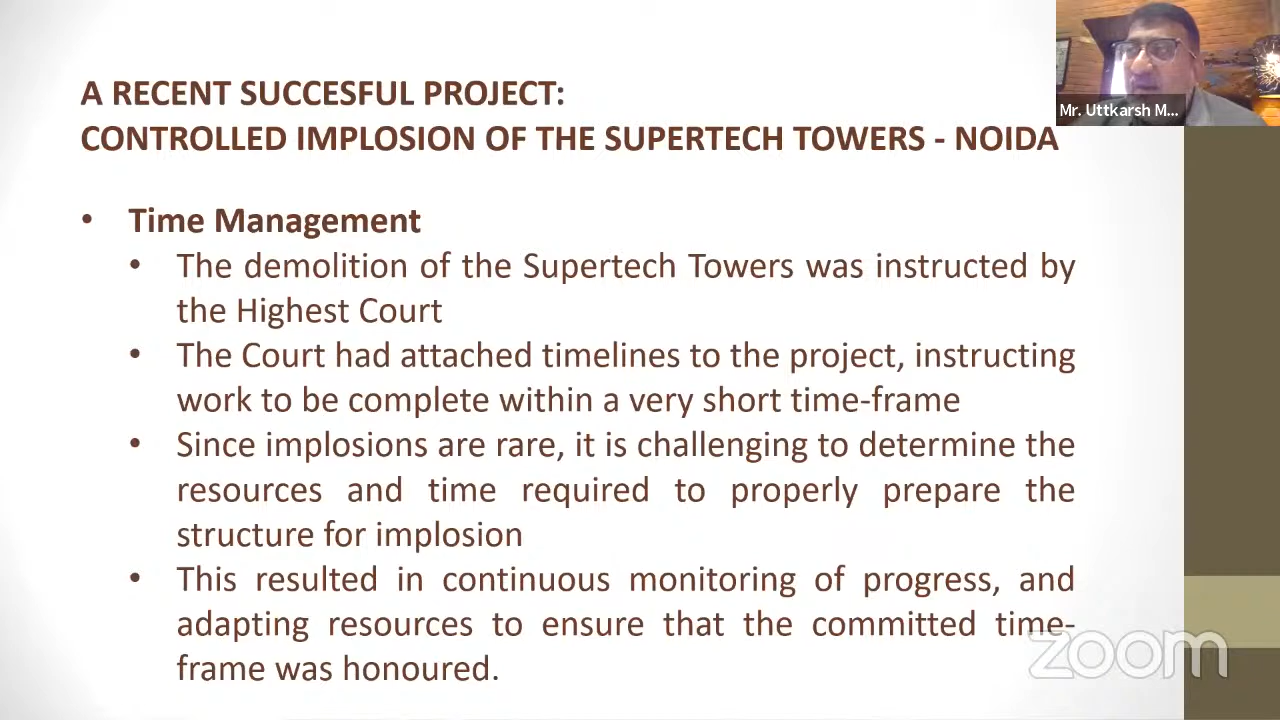 A RECENT SUCCESFUL PROJECT:
CONTROLLED IMPLOSION OF THE SUPERTECH TOWERS - NOIDA
Mr. Uttkarsh M...
• Time Management
• The demolition of the Supertech Towers was instructed by
the Highest Court
• The Court had attached timelines to the project, instructing
work to be complete within a very short time-frame
• Since implosions are rare, it is challenging to determine the
resources and time required to properly prepare the
structure for implosion
• This resulted in continuous monitoring of progress, and
adapting resources to ensure that the committed time-
frame was honoured.
zoom